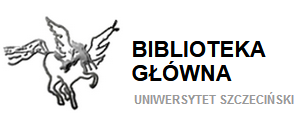 BIBLIOTEKA
GŁÓWNA
UNIWERSYTET SZCZECIŃSKI